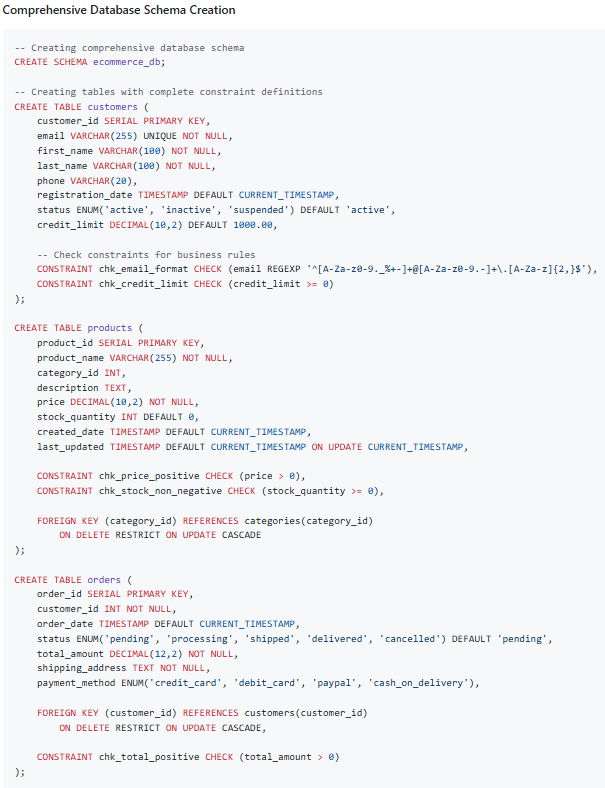 Comprehensive Database Schema Creation
-- Creating comprehensive database schema
CREATE SCHEMA ecommerce_db;
-- Creating tables with complete constraint definitions
CREATE TABLE customers (
customer_id SERIAL PRIMARY KEY,
email VARCHAR(255) UNIQUE NOT NULL,
first_name VARCHAR(100) NOT NULL,
last_name VARCHAR(100) NOT NULL,
phone VARCHAR(20),
registration_date TIMESTAMP DEFAULT CURRENT_TIMESTAMP,
status ENUM('active', 'inactive', 'suspended') DEFAULT 'active',
credit_limit DECIMAL(10,2) DEFAULT 1000.00,
-- Check constraints for business rules
CONSTRAINT chk_email_format CHECK (email REGEXP '^[A-Za-z0-9._%+-]+@[A-Za-z0-9.-]+\.[A-Za-z]{2,}$'),
CONSTRAINT chk_credit_limit CHECK (credit_limit >= 0)
);
CREATE TABLE products (
product_id SERIAL PRIMARY KEY,
product_name VARCHAR(255) NOT NULL,
category_id INT,
description TEXT,
price DECIMAL(10,2) NOT NULL,
stock_quantity INT DEFAULT 0,
created_date TIMESTAMP DEFAULT CURRENT_TIMESTAMP,
last_updated TIMESTAMP DEFAULT CURRENT_TIMESTAMP ON UPDATE CURRENT_TIMESTAMP,
CONSTRAINT chk_price_positive CHECK (price > 0),
CONSTRAINT chk_stock_non_negative CHECK (stock_quantity >= 0),
FOREIGN KEY (category_id) REFERENCES categories(category_id)
ON DELETE RESTRICT ON UPDATE CASCADE
);
CREATE TABLE orders (
order_id SERIAL PRIMARY KEY,
customer_id INT NOT NULL,
order_date TIMESTAMP DEFAULT CURRENT_TIMESTAMP,
status ENUM('pending', 'processing', 'shipped', 'delivered', 'cancelled') DEFAULT 'pending',
total_amount DECIMAL(12,2) NOT NULL,
shipping_address TEXT NOT NULL,
payment_method ENUM('credit_card', 'debit_card', 'paypal', 'cash_on_delivery'),
FOREIGN KEY (customer_id) REFERENCES customers(customer_id)
ON DELETE RESTRICT ON UPDATE CASCADE,
CONSTRAINT chk_total_positive CHECK (total_amount > 0)
);